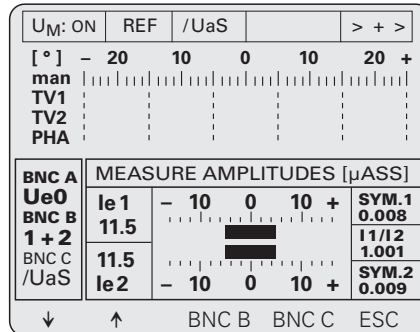 UM: ON REF /UaS > + >
[°] – 20 10 0 10 20 +
man
TV1
TV2
PHA
BNC A
Ue0
BNC B
1+2
BNC C
/UaS
MEASURE AMPLITUDES [µASS]
Ie1
11.5
11.5
Ie2
– 10 0 10 +
– 10 0 10 +
SYM.1
0.008
I1/I2
1.001
SYM.2
0.009
↓ ↑ BNC B BNC C ESC